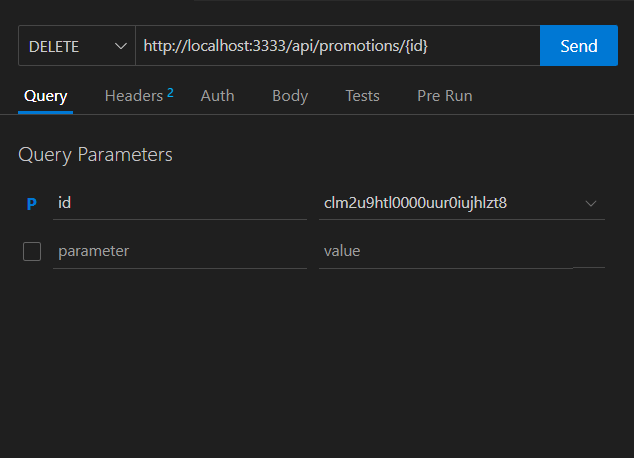 DELETE http://localhost:3333/api/promotions/{id} Send
Query Headers 2 Auth Body Tests Pre Run
Query Parameters
P id clm2u9htl0000uur0iujhlzt8
parameter value